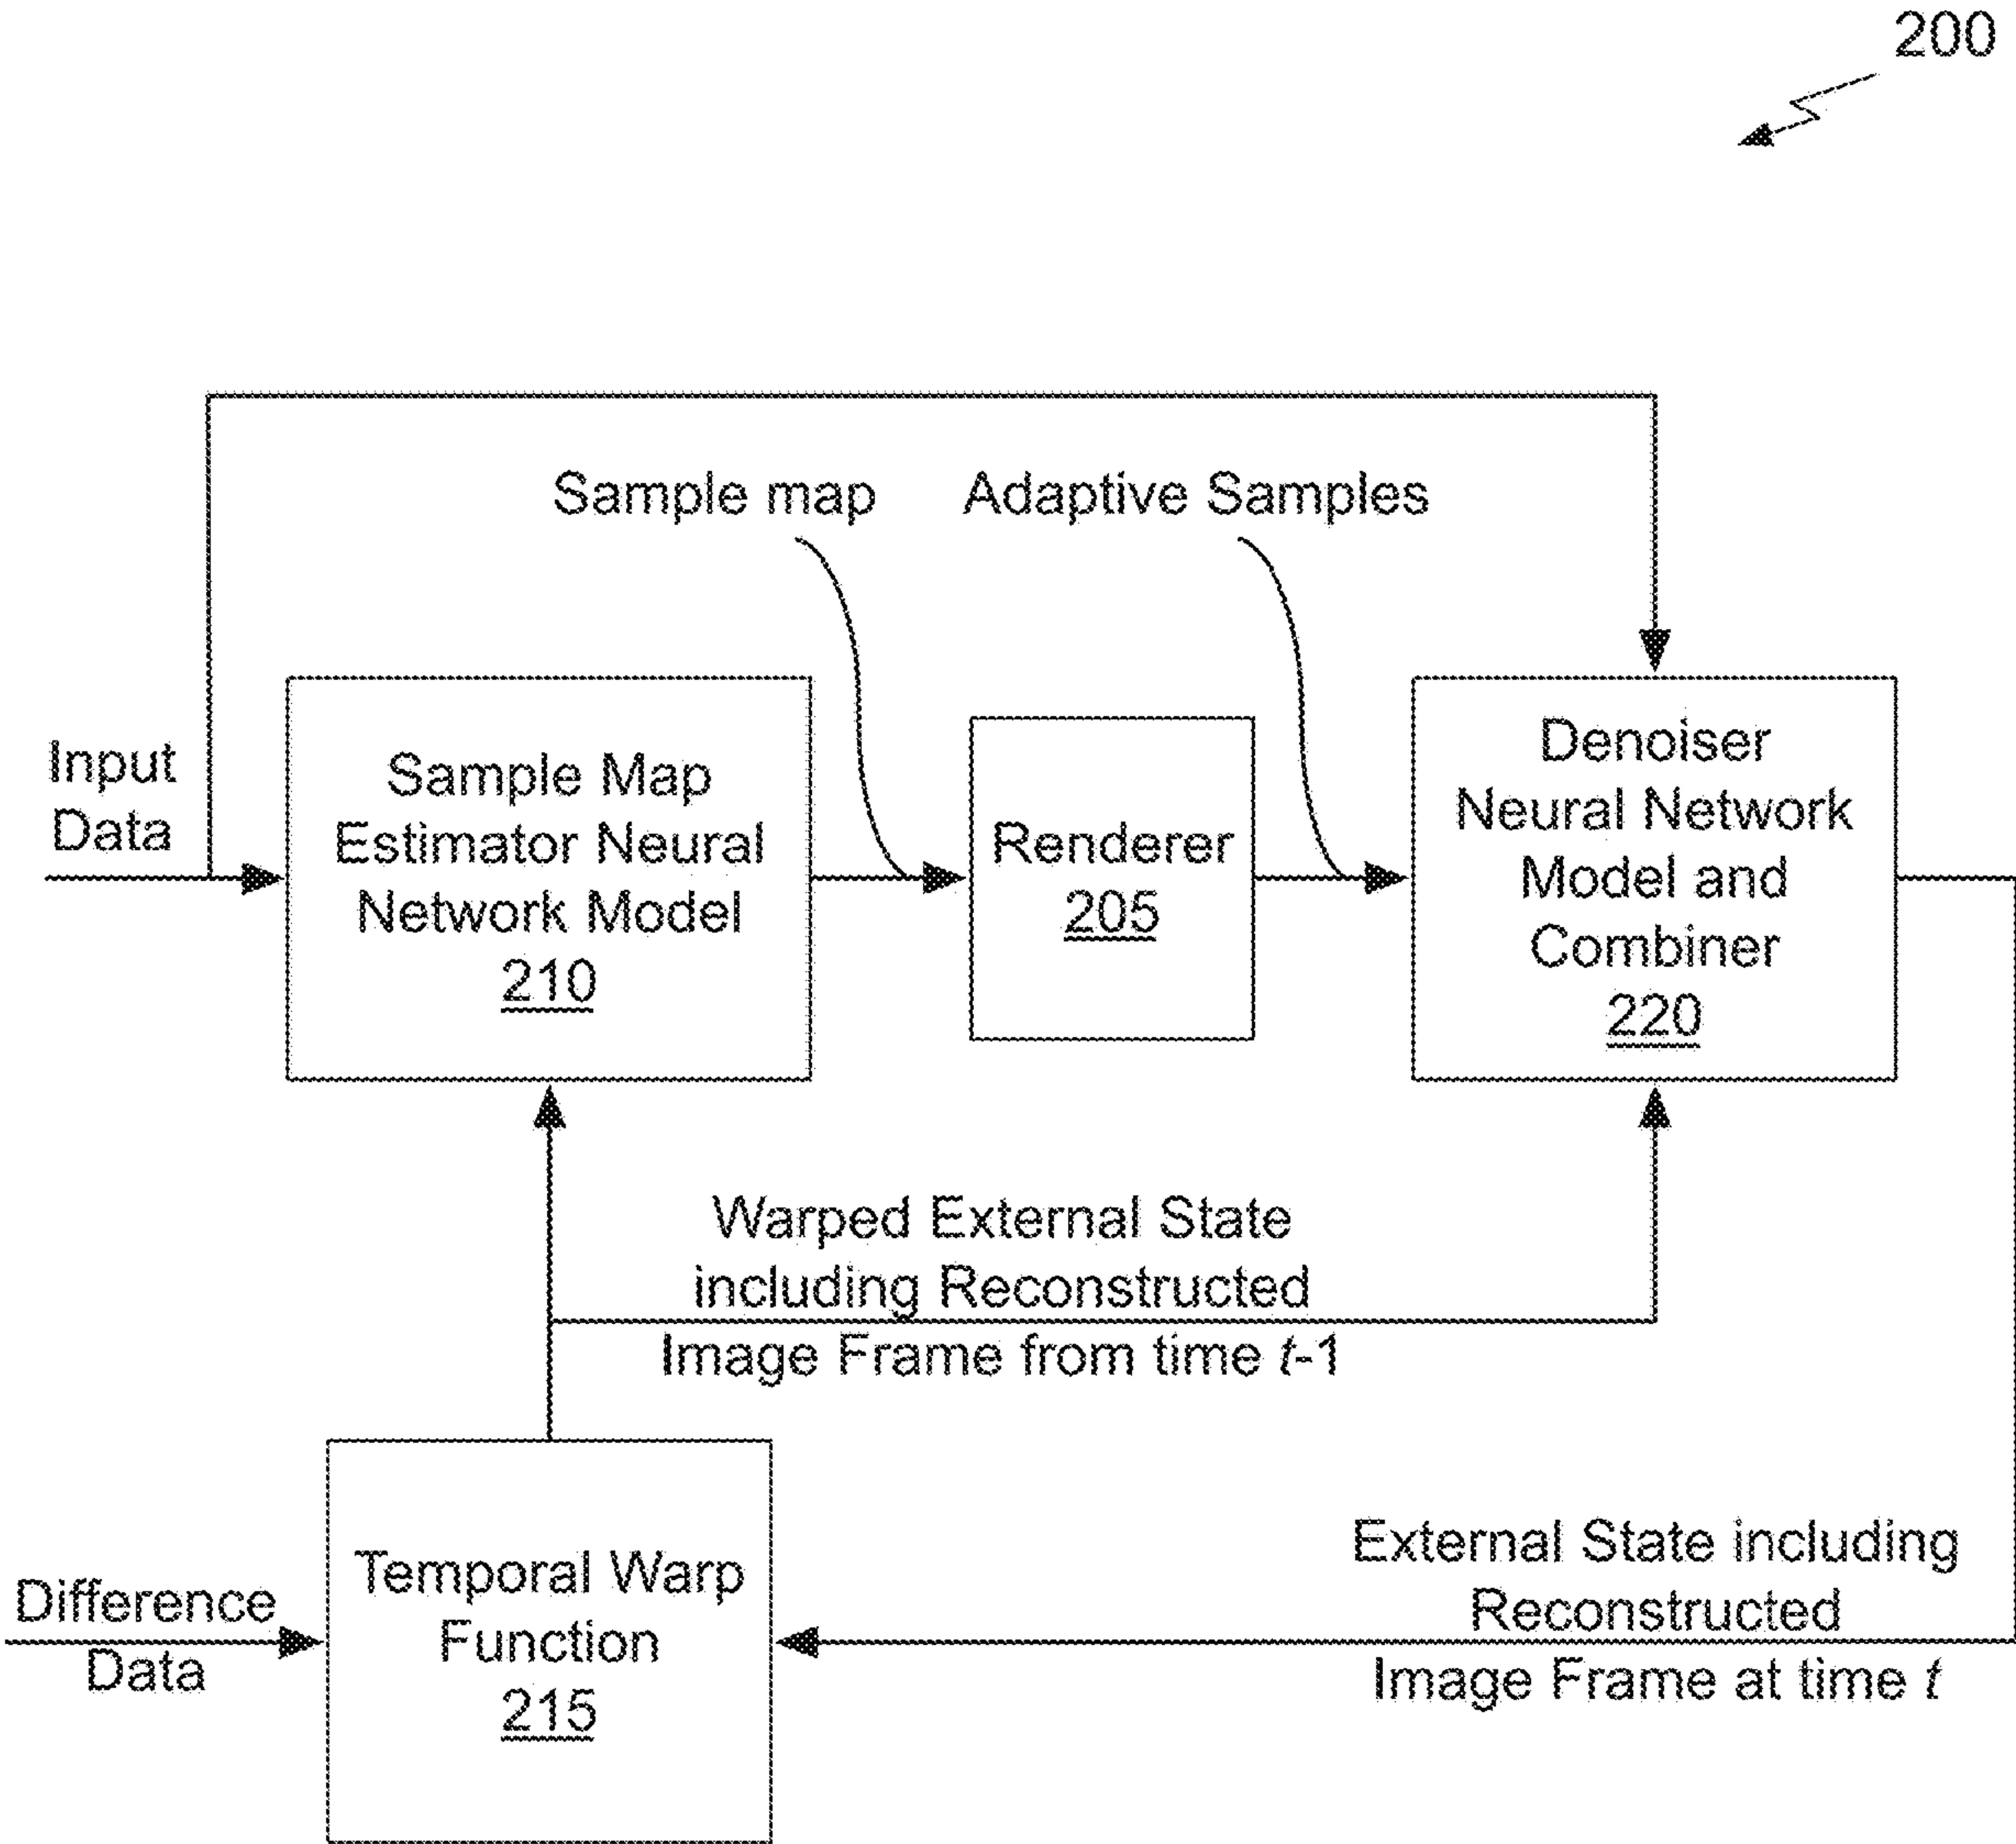 200
Sample map
Adaptive Samples
Input
Data
Sample Map
Estimator Neural
Network Model
210
Renderer
205
Denoiser
Neural Network
Model and
Combiner
220
Warped External State
including Reconstructed
Image Frame from time t-1
Difference
Data
Temporal Warp
Function
215
External State including
Reconstructed
Image Frame at time t